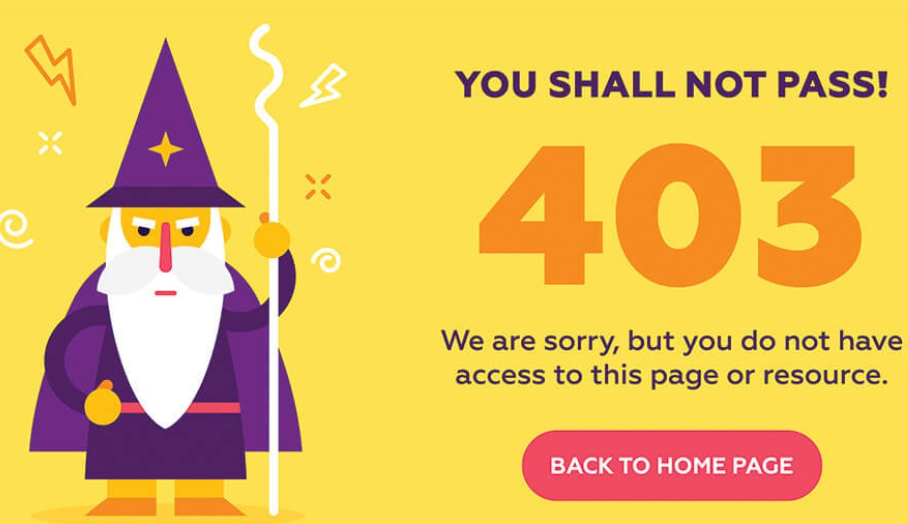 YOU SHALL NOT PASS!
403
We are sorry, but you do not have
access to this page or resource.
BACK TO HOME PAGE